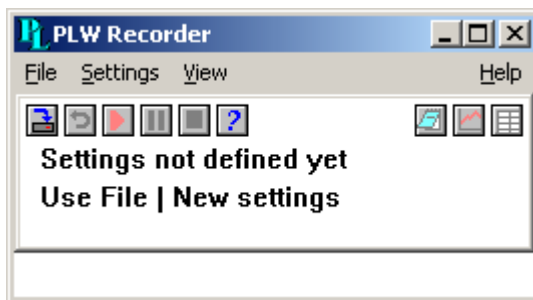 PLW Recorder
File Settings View Help
?
Settings not defined yet
Use File | New settings